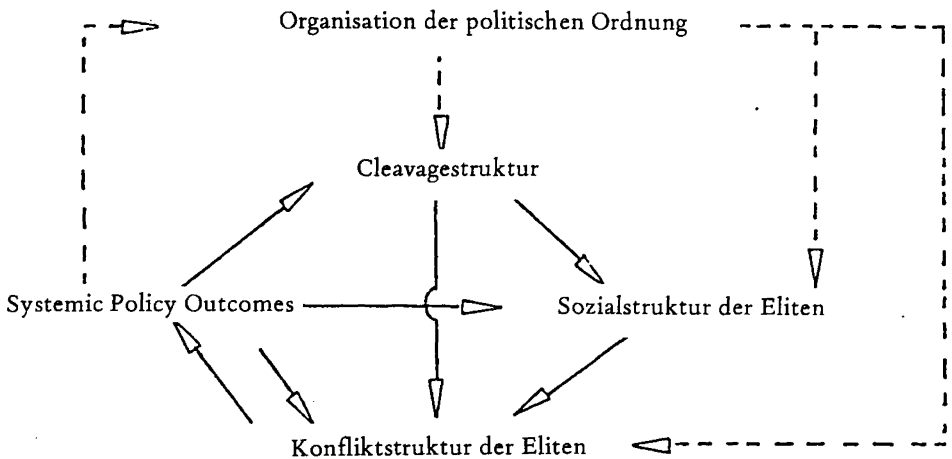 Organisation der politischen Ordnung
Cleavagestruktur
Systemic Policy Outcomes
Sozialstruktur der Eliten
Konfliktstruktur der Eliten